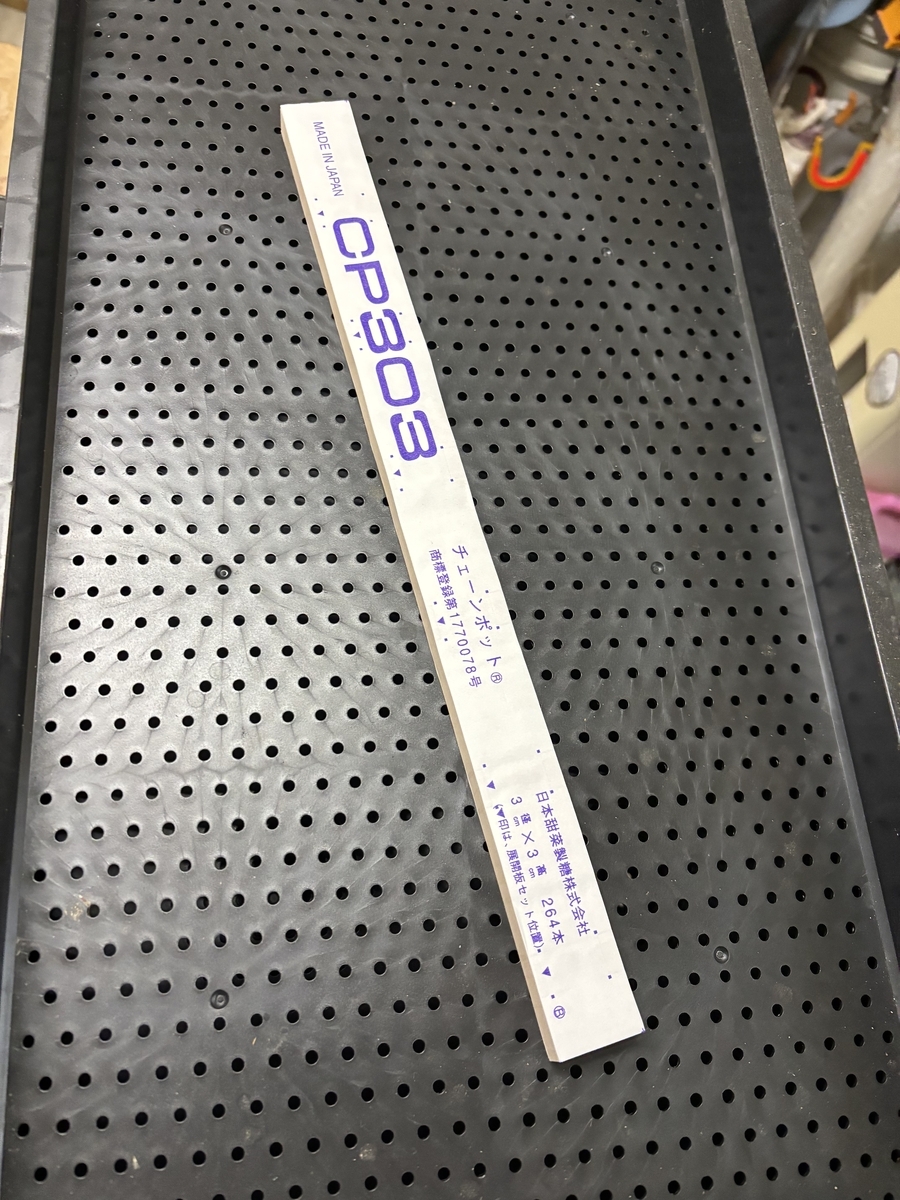 MADE IN JAPAN
CP303
チェーンポット®
商標登録第1770078号
日本甜菜製糖株式会社
3cm径×3cm高 264本
(▼印は、展開板セット位置)